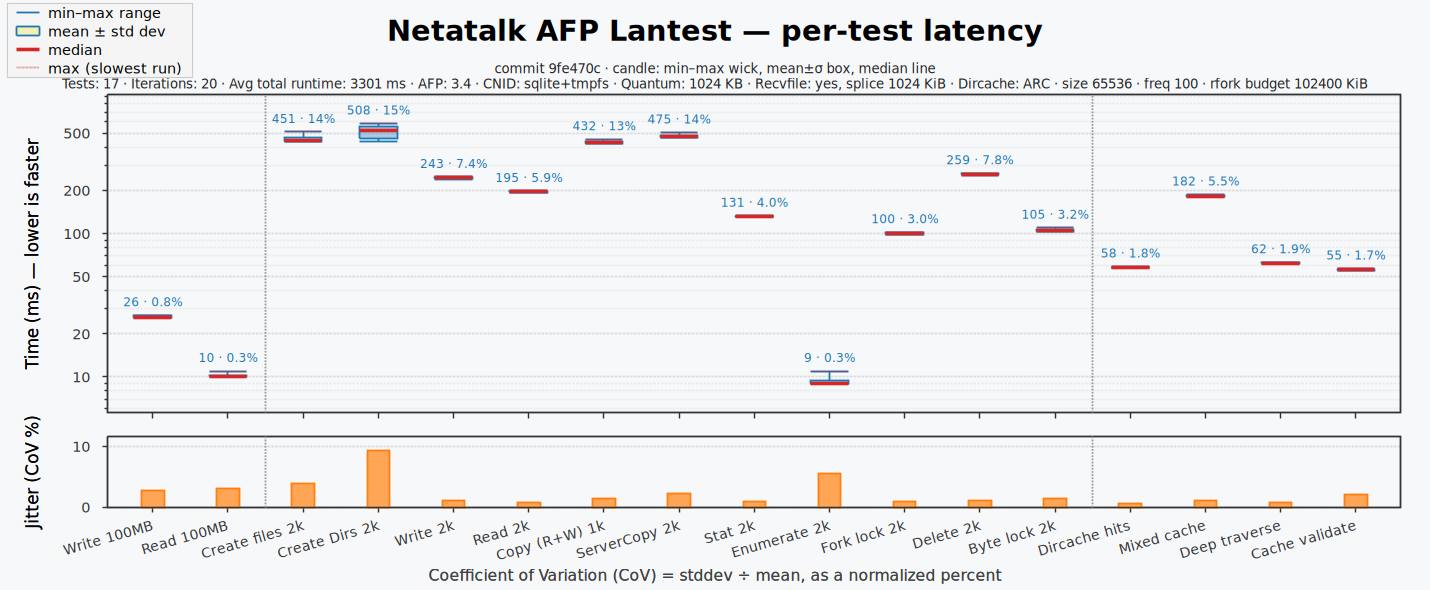 min–max range
mean ± std dev
median
max (slowest run)
Netatalk AFP Lantest — per-test latency
commit 9fe470c · candle: min–max wick, mean±σ box, median line
Tests: 17 · Iterations: 20 · Avg total runtime: 3301 ms · AFP: 3.4 · CNID: sqlite+tmpfs · Quantum: 1024 KB · Recvfile: yes, splice 1024 KiB · Dircache: ARC · size 65536 · freq 100 · rfork budget 102400 KiB
Time (ms) — lower is faster
500
200
100
50
20
10
26 · 0.8%
10 · 0.3%
451 · 14%
508 · 15%
243 · 7.4%
195 · 5.9%
432 · 13%
475 · 14%
131 · 4.0%
9 · 0.3%
100 · 3.0%
259 · 7.8%
105 · 3.2%
58 · 1.8%
182 · 5.5%
62 · 1.9%
55 · 1.7%
Jitter (CoV %)
10
0
Write 100MB
Read 100MB
Create files 2k
Create Dirs 2k
Write 2k
Read 2k
Copy (R+W) 1k
ServerCopy 2k
Stat 2k
Enumerate 2k
Fork lock 2k
Delete 2k
Byte lock 2k
Dircache hits
Mixed cache
Deep traverse
Cache validate
Coefficient of Variation (CoV) = stddev ÷ mean, as a normalized percent